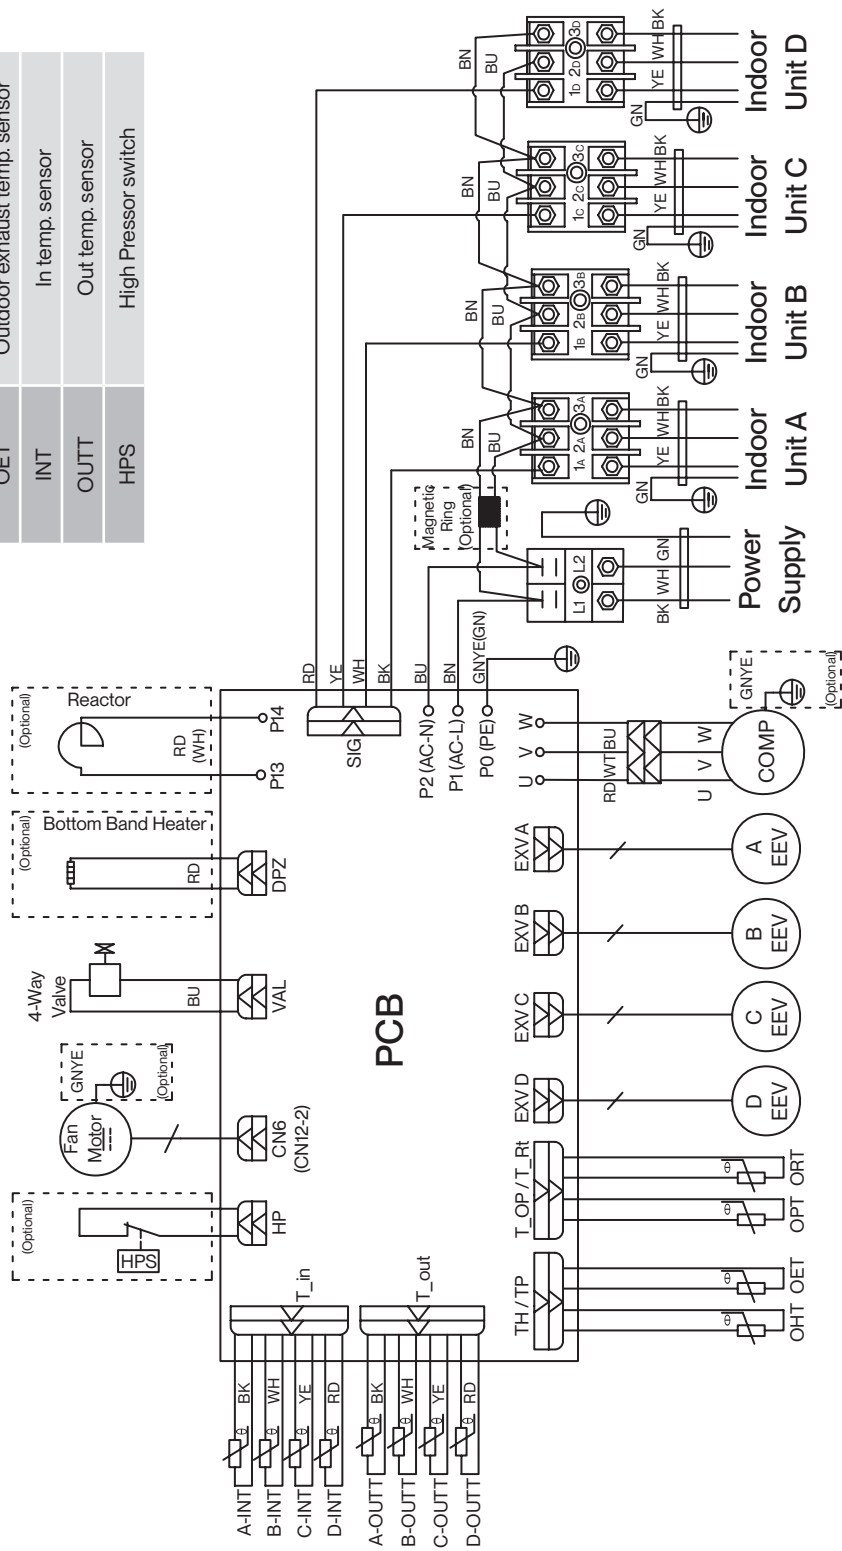 OET Outdoor exhaust temp. sensor
INT In temp. sensor
OUTT Out temp. sensor
HPS High Pressor switch
(Optional)
HPS
HP
Fan
Motor
GNYE
(Optional)
CN6
(CN12-2)
4-Way
Valve
BU
VAL
(Optional)
Bottom Band Heater
RD
DPZ
(Optional)
Reactor
RD
(WH)
P13
P14
T_in
A-INT BK
B-INT WH
C-INT YE
D-INT RD
T_out
A-OUTT BK
B-OUTT WH
C-OUTT YE
D-OUTT RD
PCB
SIG
RD
YE
WH
BK
P2 (AC-N) BU
P1 (AC-L) BN
P0 (PE) GNYE(GN)
Magnetic
Ring
(Optional)
BN
BU
BN
BU
BN
BU
BN
BU
L1 L2
BK WH GN
Power
Supply
1A 2A 3A
GN YE WH BK
Indoor
Unit A
1B 2B 3B
GN YE WH BK
Indoor
Unit B
1C 2C 3C
GN YE WH BK
Indoor
Unit C
1D 2D 3D
GN YE WH BK
Indoor
Unit D
TH / TP
θ θ
OHT OET
T_OP / T_Rt
θ θ
OPT ORT
EXV D
D
EEV
EXV C
C
EEV
EXV B
B
EEV
EXV A
A
EEV
U V W
RD WT BU
U V W
COMP
GNYE
(Optional)